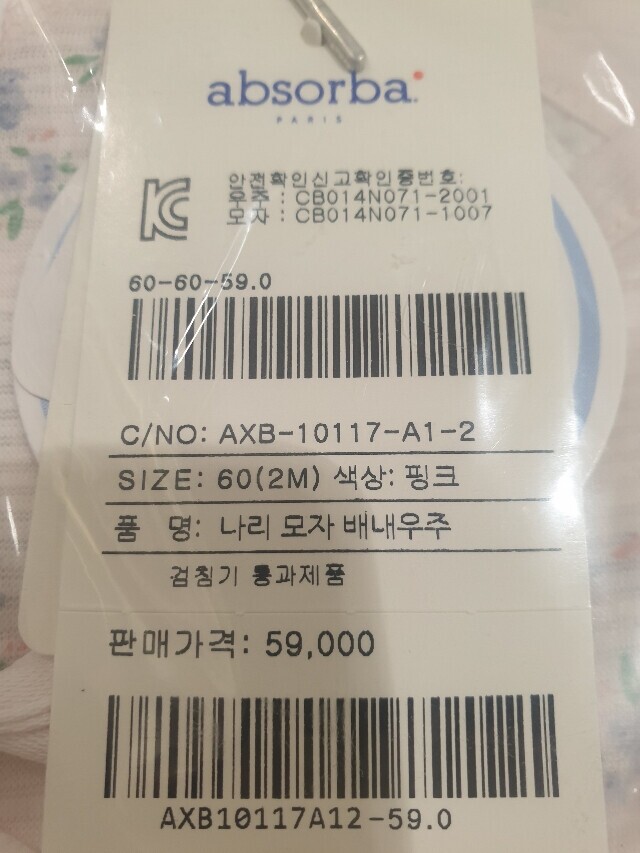 absorba
PARIS
안전확인신고확인증번호:
우주 : CB014N071-2001
모자 : CB014N071-1007
60-60-59.0
C/NO: AXB-10117-A1-2
SIZE: 60(2M) 색상: 핑크
품 명: 나리 모자 배내우주
검침기 통과제품
판매가격: 59,000
AXB10117A12-59.0